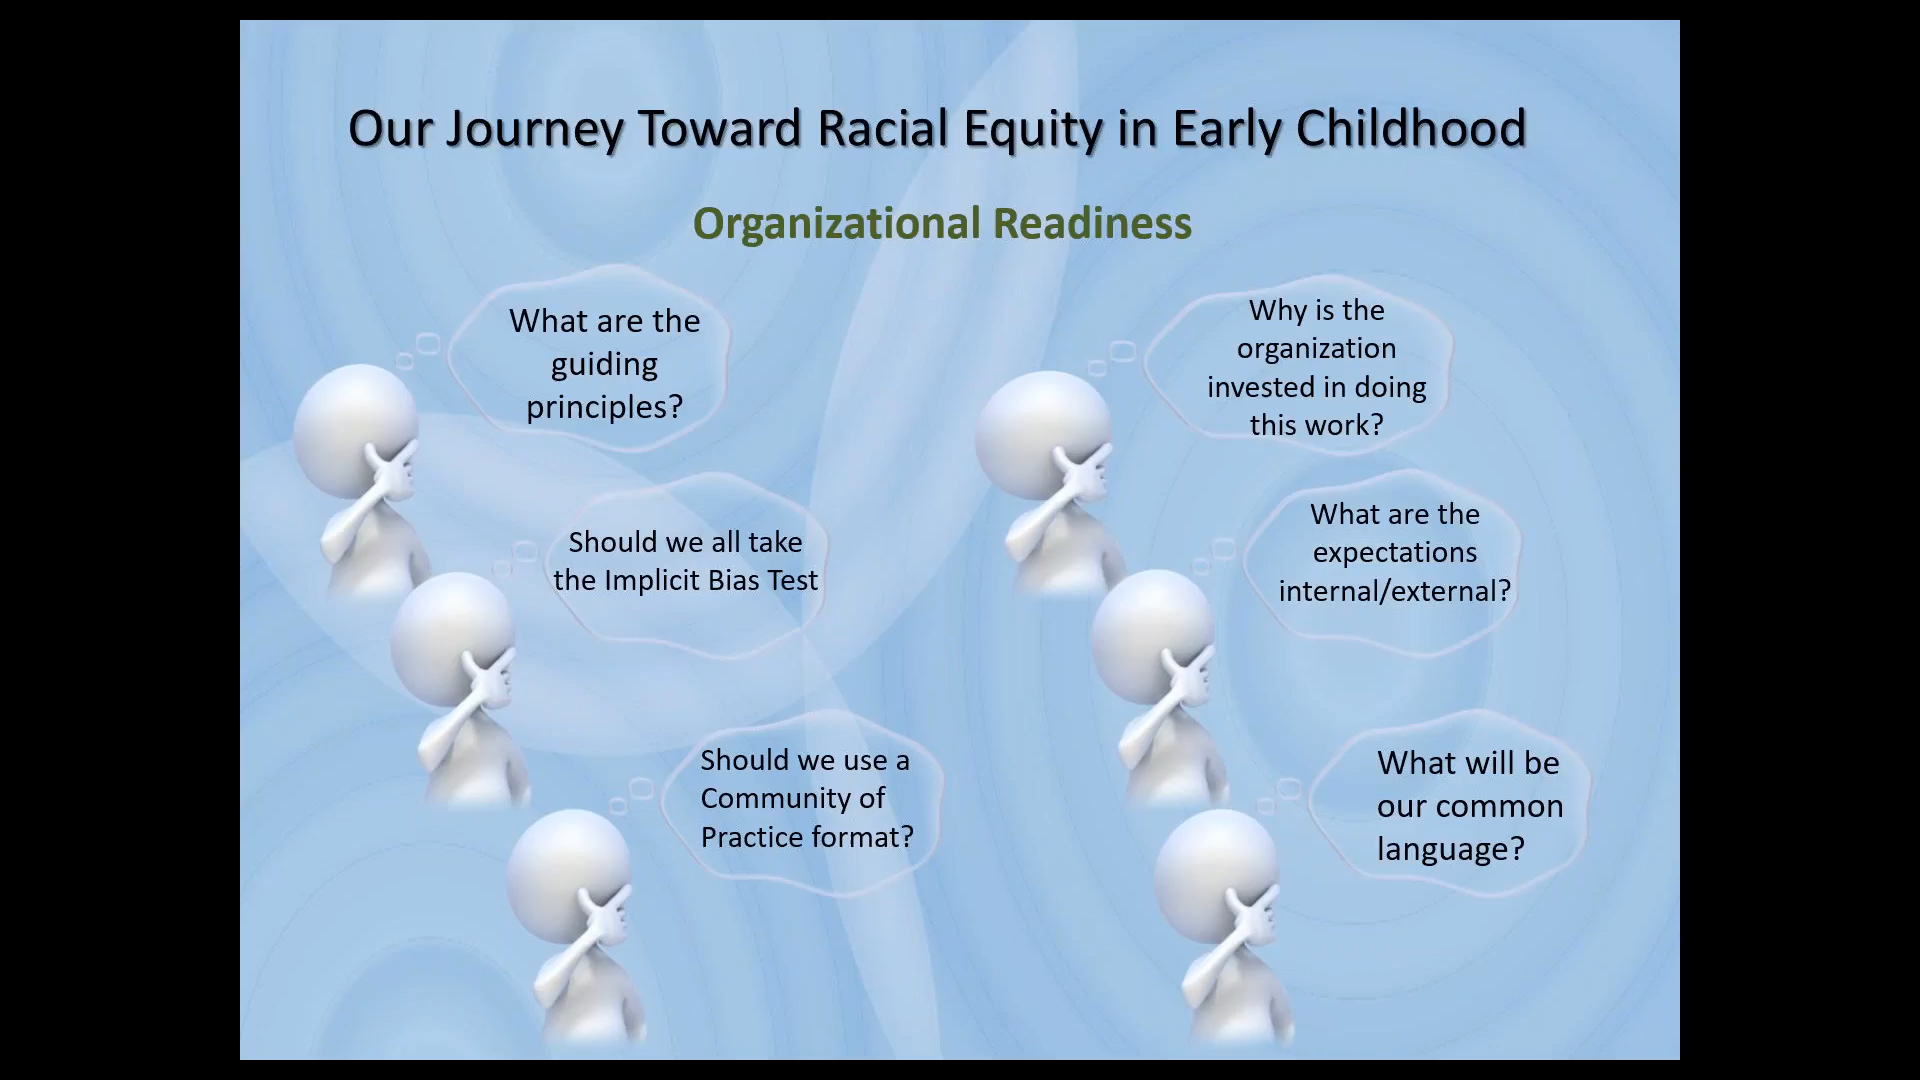 Our Journey Toward Racial Equity in Early Childhood
Organizational Readiness
What are the
guiding
principles?
Should we all take
the Implicit Bias Test
Should we use a
Community of
Practice format?
Why is the
organization
invested in doing
this work?
What are the
expectations
internal/external?
What will be
our common
language?